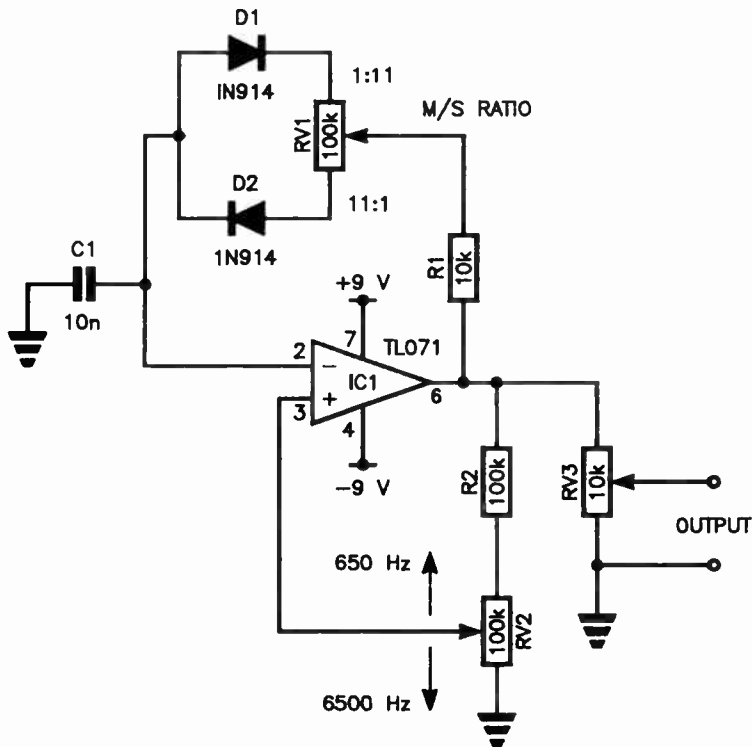 D1
1N914
1:11
M/S RATIO
RV1
100k
D2
11:1
1N914
C1
10n
R1
10k
+9 V
7
TL071
2
−
IC1
6
3
+
4
−9 V
R2
100k
RV3
10k
OUTPUT
650 Hz
RV2
100k
6500 Hz